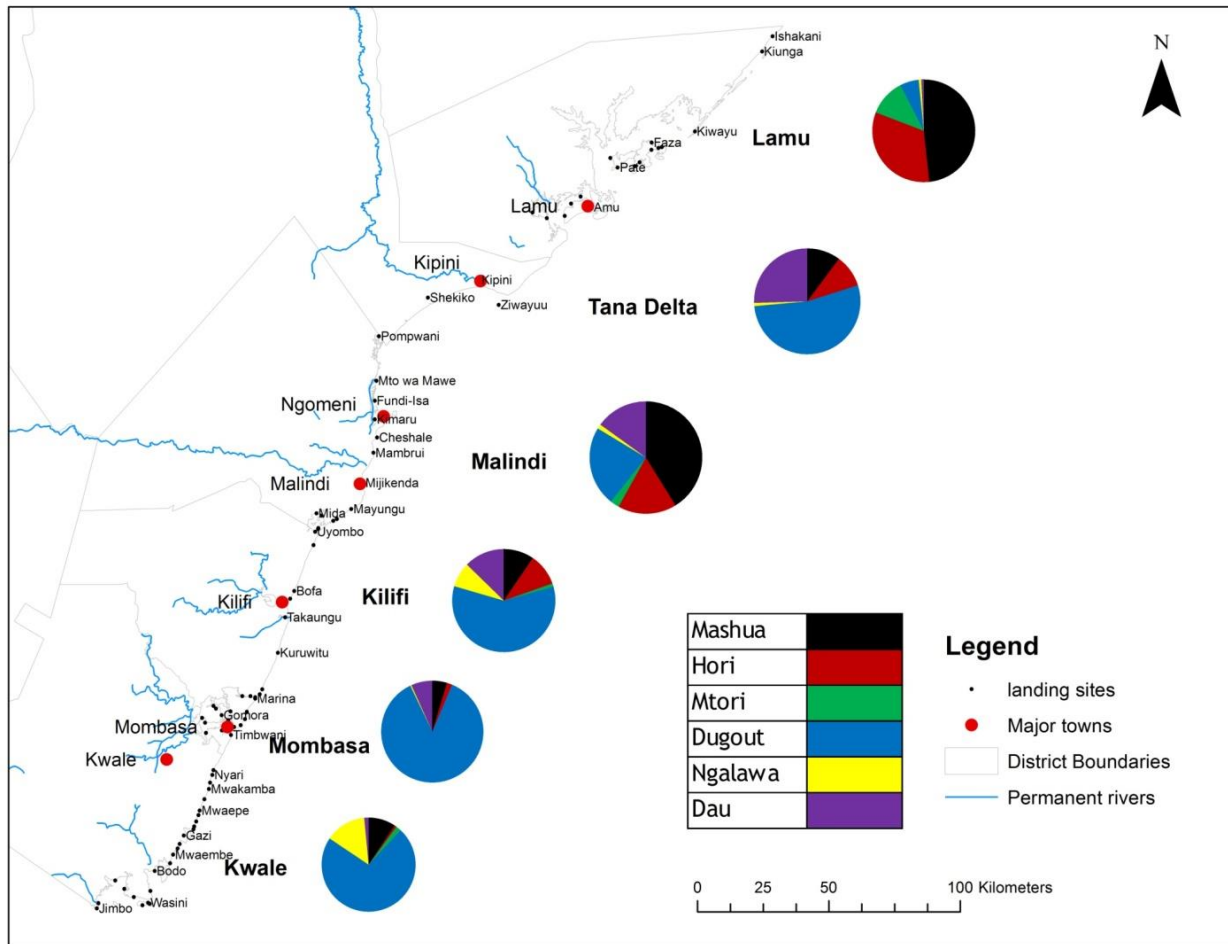 Ishakani
Kiunga
N
Kiwayu
Lamu
Faza
Pate
Lamu
Amu
Kipini
Kipini
Shekiko
Ziwayuu
Tana Delta
Pompwani
Mto wa Mawe
Fundi-Isa
Ngomeni
Kimaru
Cheshale
Mambrui
Malindi
Malindi
Mijikenda
Mayungu
Mida
Uyombo
Bofa
Kilifi
Kilifi
Takaungu
Kuruwitu
Marina
Gomora
Mombasa
Timbwani
Mombasa
Kwale
Nyari
Mwakamba
Mwaepe
Gazi
Mwaembe
Kwale
Bodo
Wasini
Jimbo
Mashua
Hori
Mtori
Dugout
Ngalawa
Dau
Legend
landing sites
Major towns
District Boundaries
Permanent rivers
0 25 50 100 Kilometers